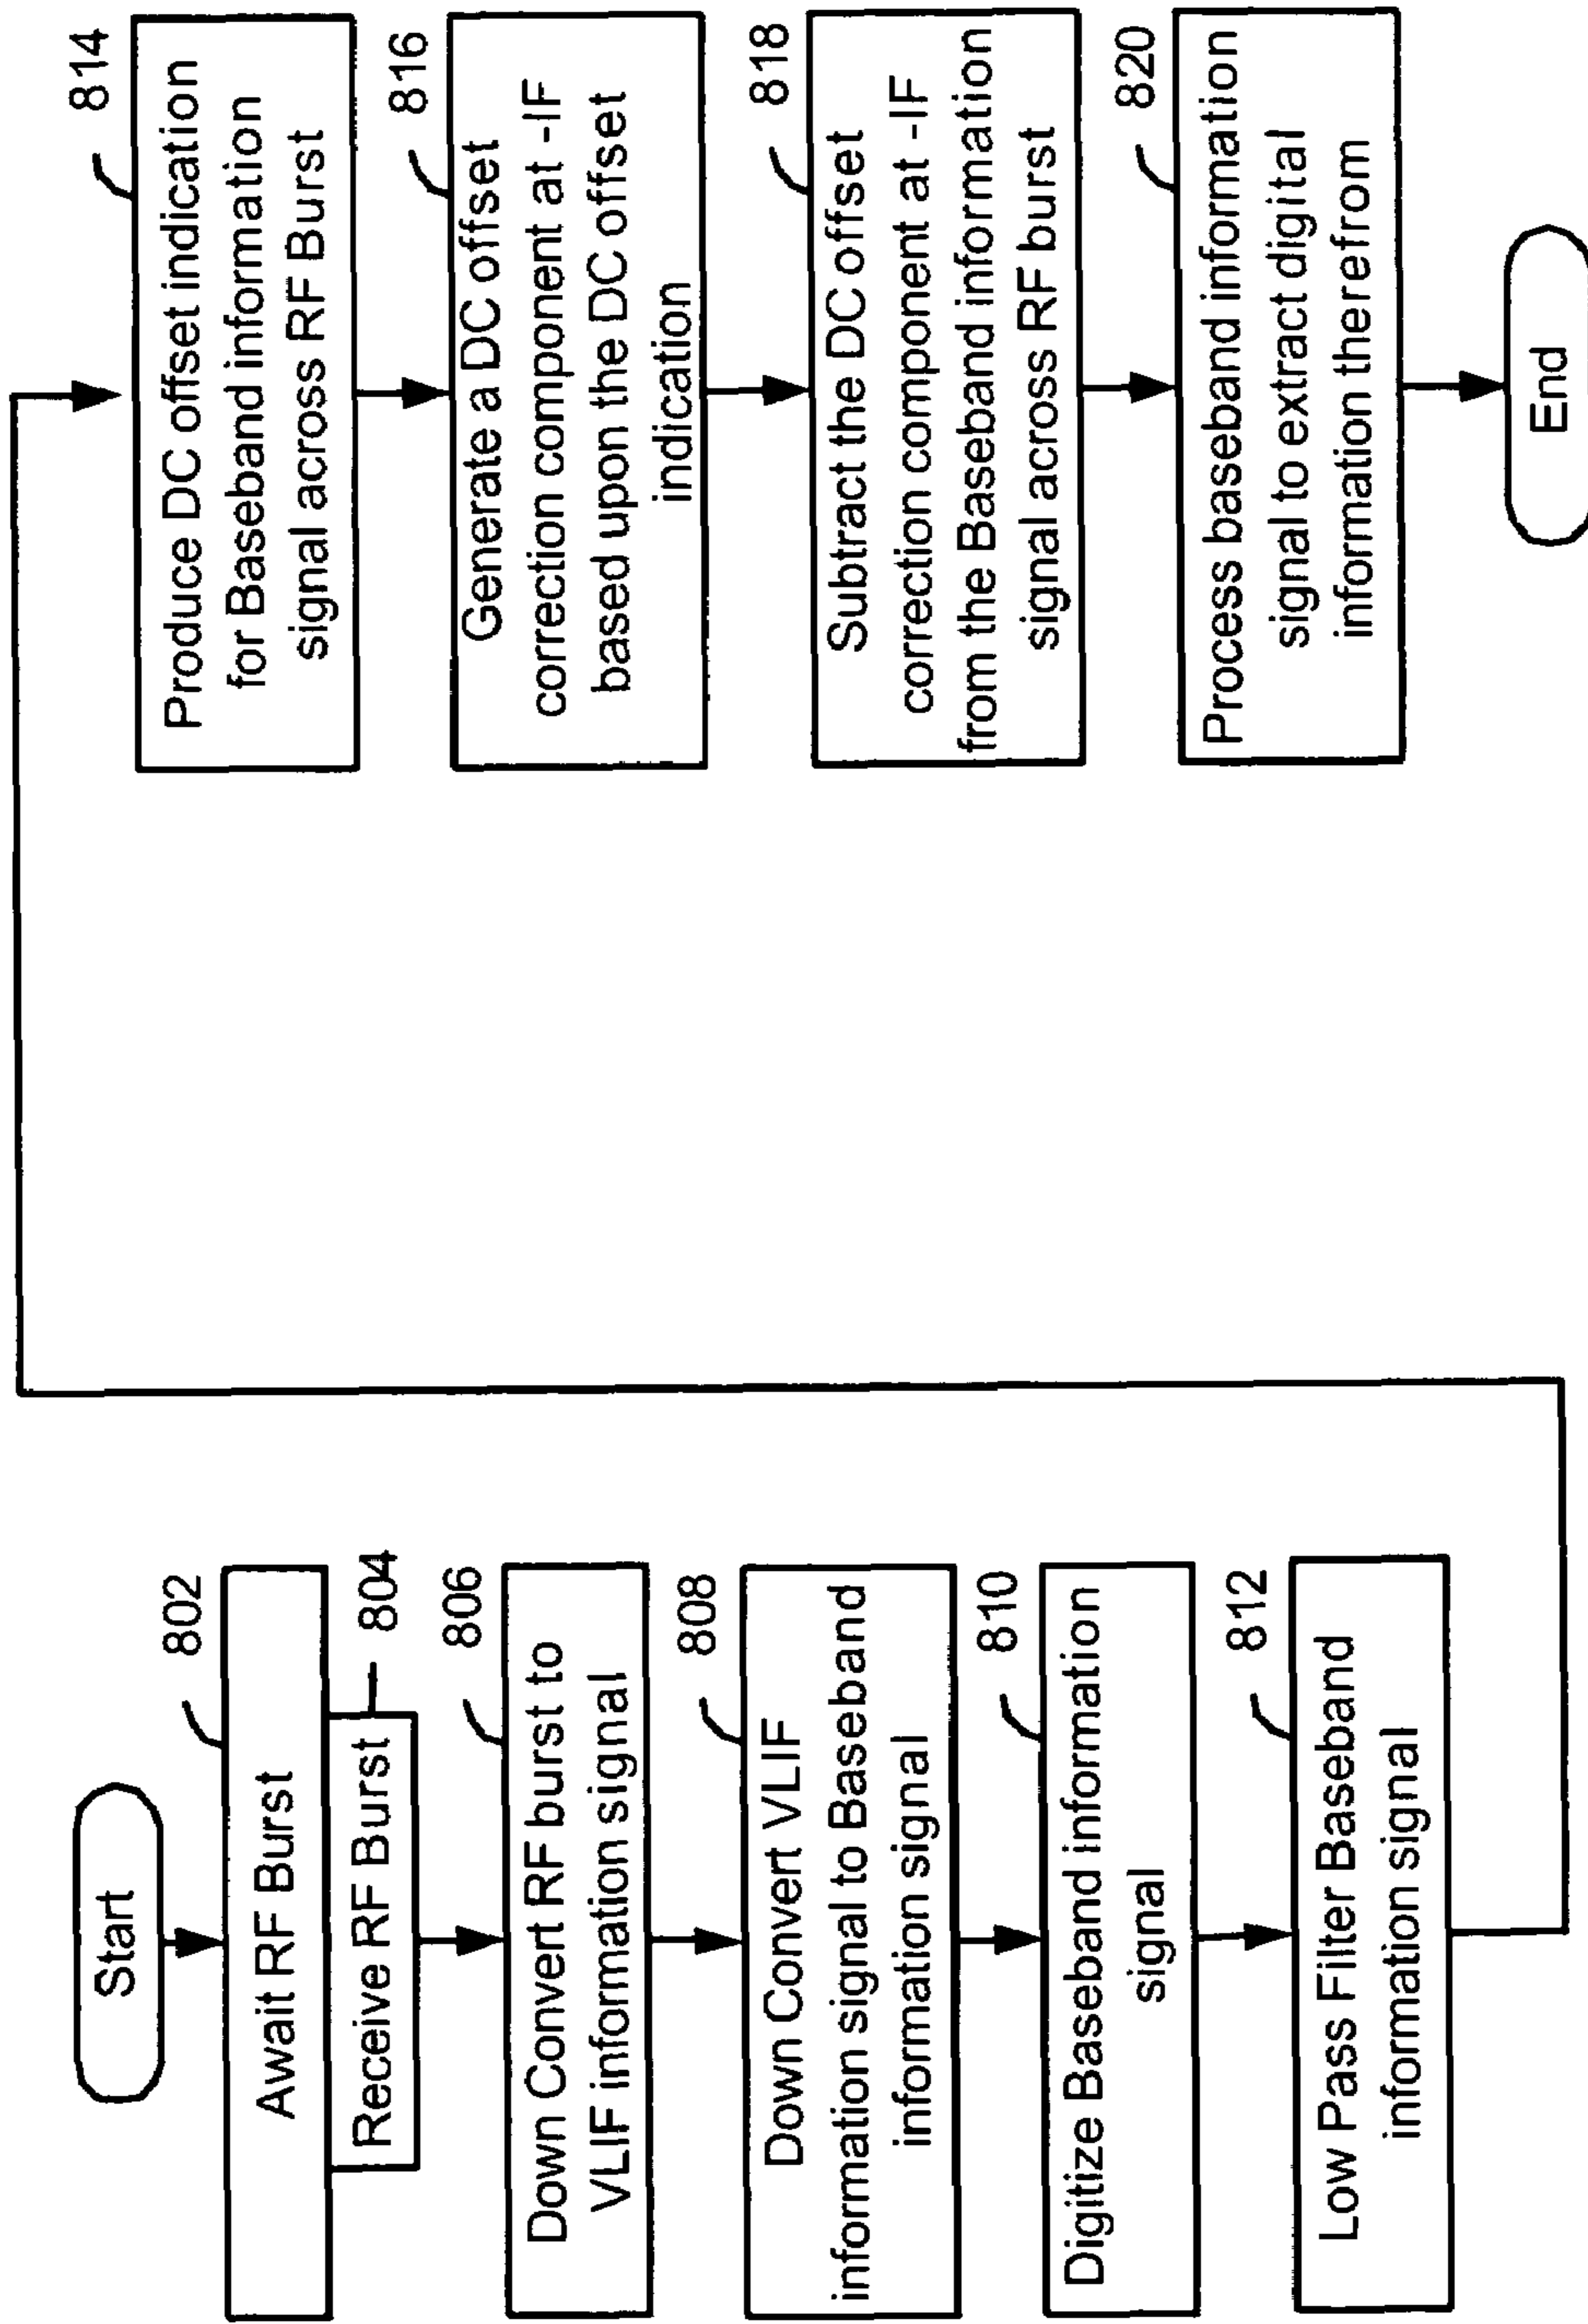 Start
802
Await RF Burst
Receive RF Burst
804
806
Down Convert RF burst to
VLIF information signal
808
Down Convert VLIF
information signal to Baseband
information signal
810
Digitize Baseband information
signal
812
Low Pass Filter Baseband
information signal
814
Produce DC offset indication
for Baseband information
signal across RF Burst
816
Generate a DC offset
correction component at -IF
based upon the DC offset
indication
818
Subtract the DC offset
correction component at -IF
from the Baseband information
signal across RF burst
820
Process baseband information
signal to extract digital
information therefrom
End